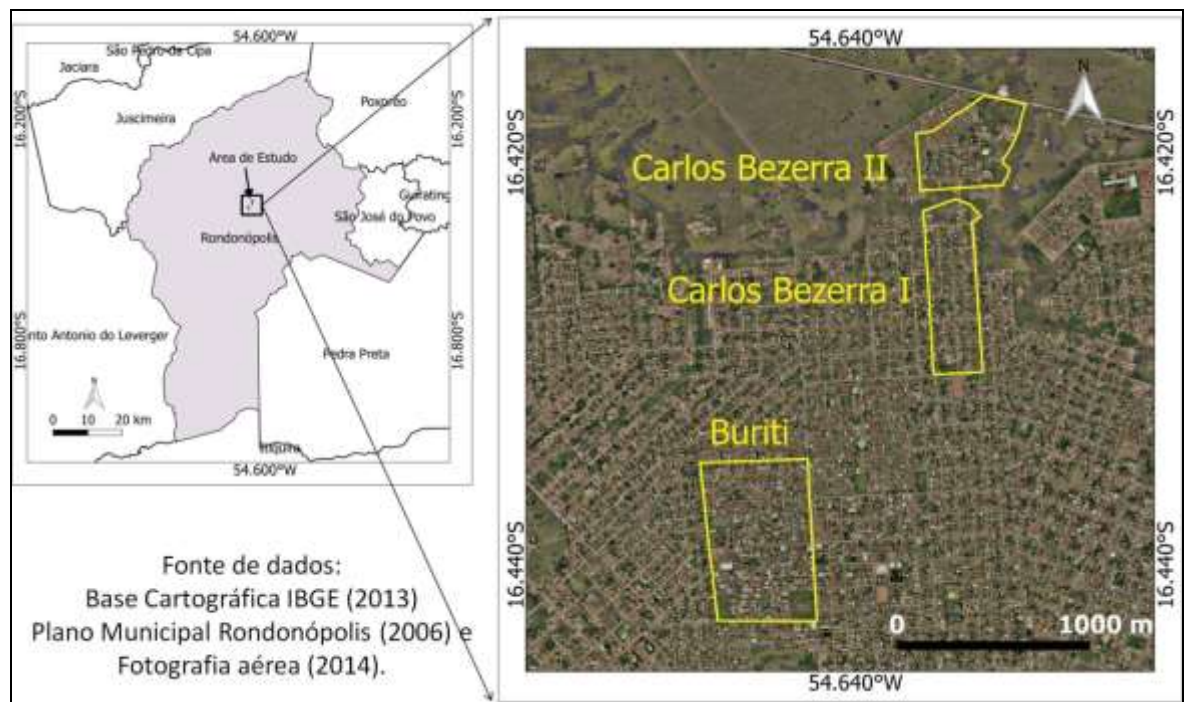 54.600°W
São Pedro da Cipa
Jaciara
Poxoréo
Juscimeira
16.200°S
16.200°S
Área de Estudo
Guiratinga
São José do Povo
Rondonópolis
nto Antonio do Leverger
16.800°S
16.800°S
Pedra Preta
N
0 10 20 km
Itiquira
54.600°W
Fonte de dados:
Base Cartográfica IBGE (2013)
Plano Municipal Rondonópolis (2006) e
Fotografia aérea (2014).
54.640°W
N
16.420°S
16.420°S
Carlos Bezerra II
Carlos Bezerra I
Buriti
16.440°S
16.440°S
0 1000 m
54.640°W